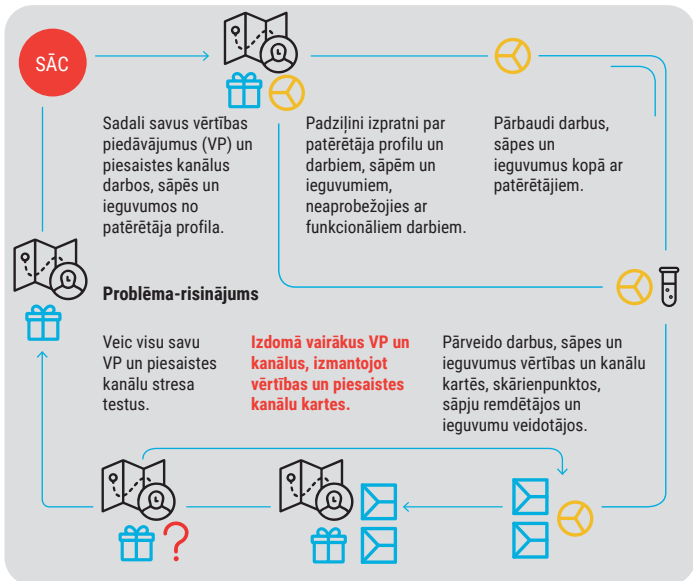 SĀC
Sadali savus vērtības
piedāvājumus (VP) un
piesaistes kanālus
darbos, sāpēs un
ieguvumos no
patērētāja profila.
Padziļini izpratni par
patērētāja profilu un
darbiem, sāpēm un
ieguvumiem,
neaprobežojies ar
funkcionāliem darbiem.
Pārbaudi darbus,
sāpes un
ieguvumus kopā ar
patērētājiem.
Problēma-risinājums
Veic visu savu
VP un piesaistes
kanālu stresa
testus.
Izdomā vairākus VP un
kanālus, izmantojot
vērtības un piesaistes
kanālu kartes.
Pārveido darbus, sāpes un
ieguvumus vērtības un kanālu
kartēs, skārienpunktos,
sāpju remdētājos un
ieguvumu veidotājos.
?